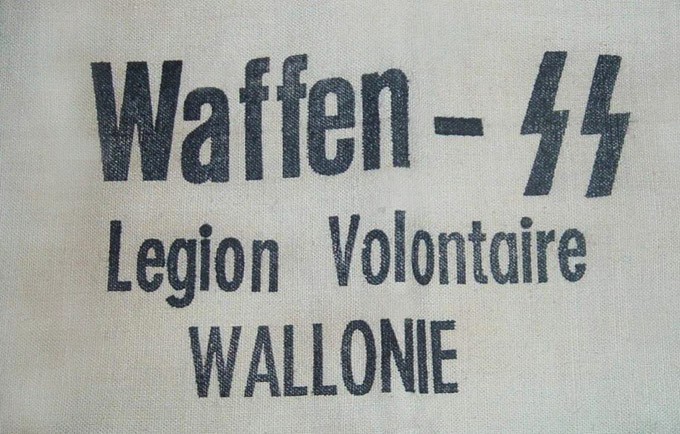 Waffen - SS
Legion Volontaire
WALLONIE